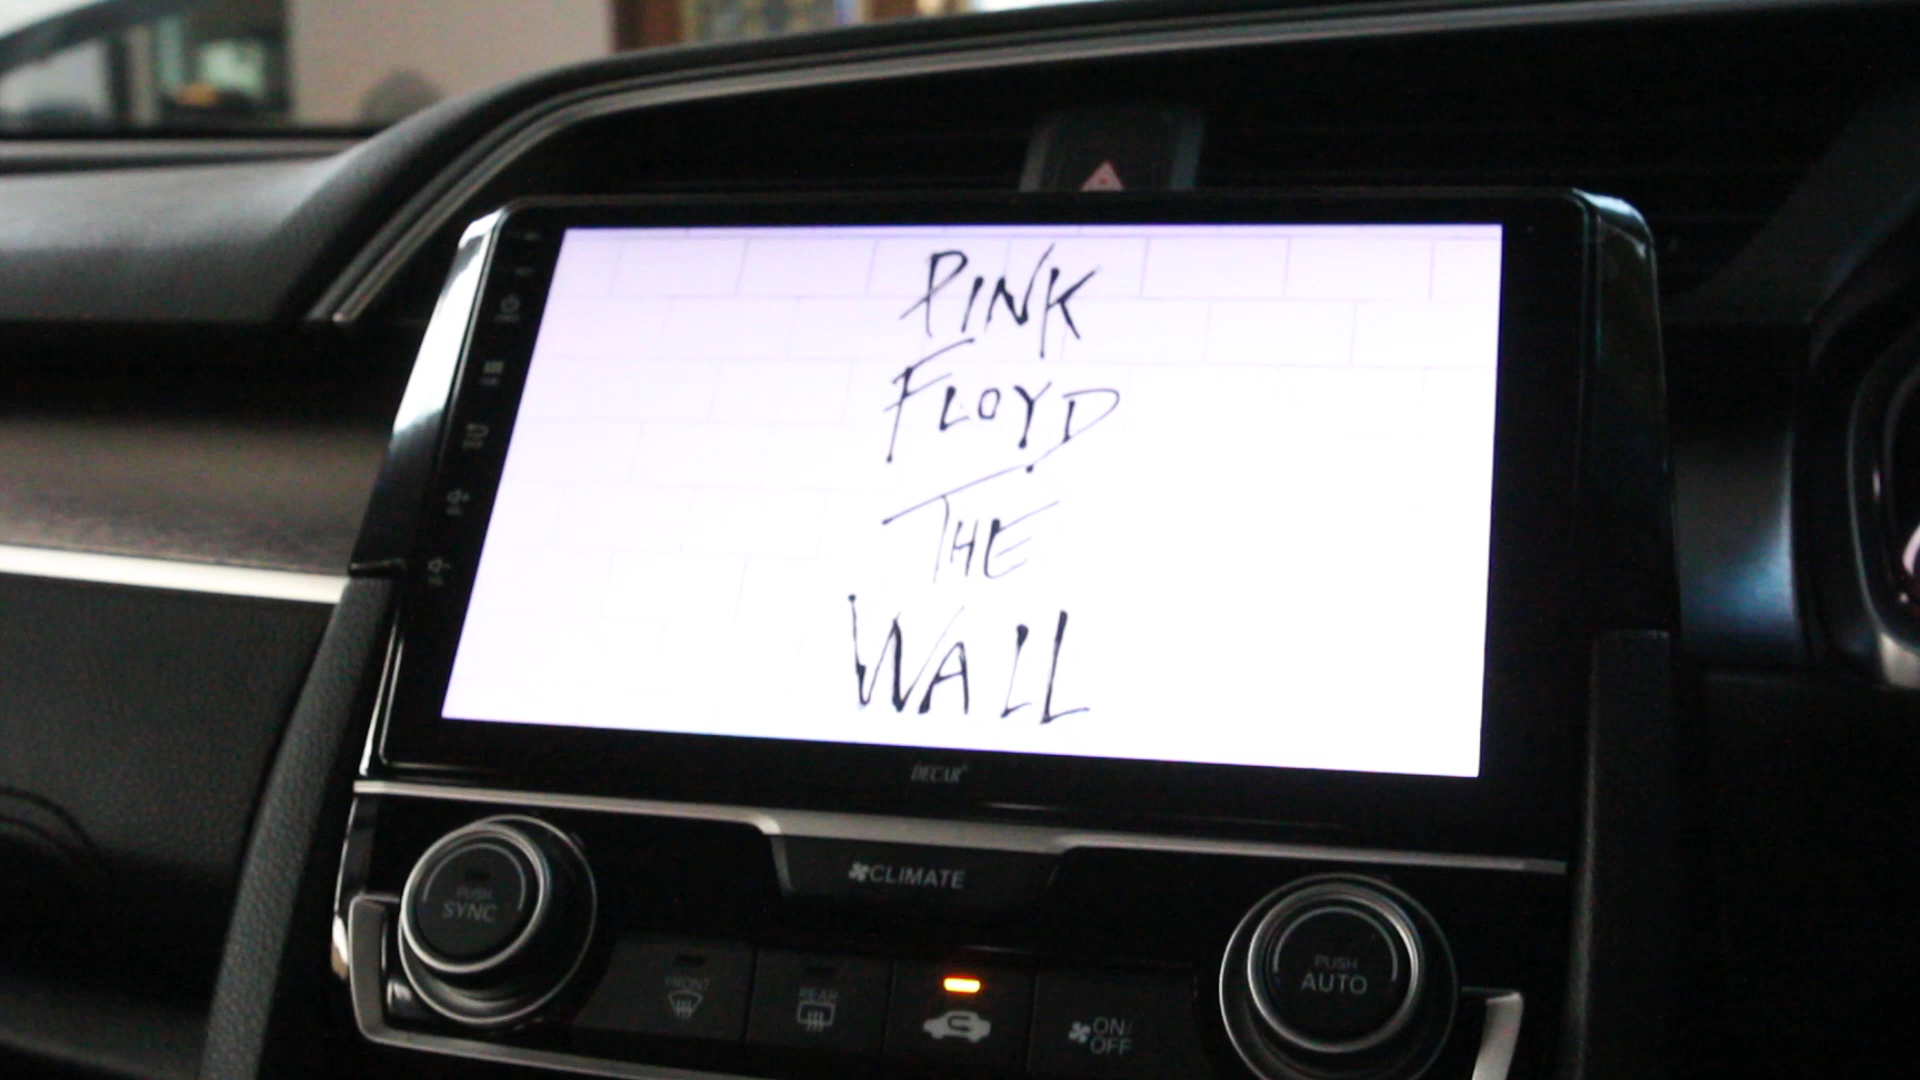 PINK
FLOYD
THE
WALL
DECAR
CLIMATE
PUSH
SYNC
FRONT
REAR
ON/
OFF
PUSH
AUTO